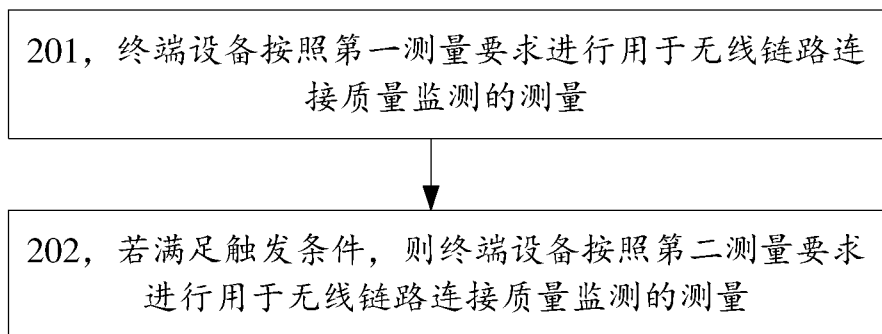 201，终端设备按照第一测量要求进行用于无线链路连
接质量监测的测量
202，若满足触发条件，则终端设备按照第二测量要求
进行用于无线链路连接质量监测的测量